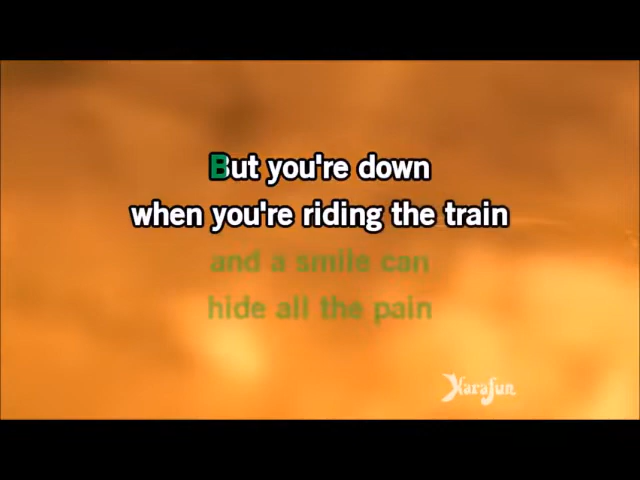 But you're down
when you're riding the train
and a smile can
hide all the pain
KaraFun